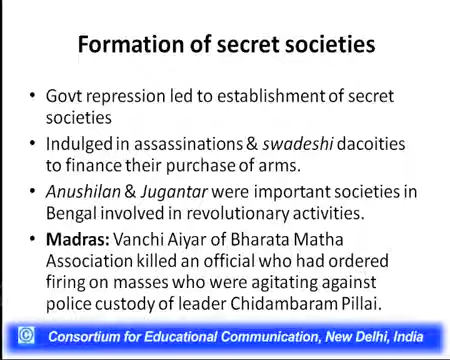 Formation of secret societies
• Govt repression led to establishment of secret
societies
• Indulged in assassinations & swadeshi dacoities
to finance their purchase of arms.
• Anushilan & Jugantar were important societies in
Bengal involved in revolutionary activities.
• Madras: Vanchi Aiyar of Bharata Matha
Association killed an official who had ordered
firing on masses who were agitating against
police custody of leader Chidambaram Pillai.
© Consortium for Educational Communication, New Delhi, India